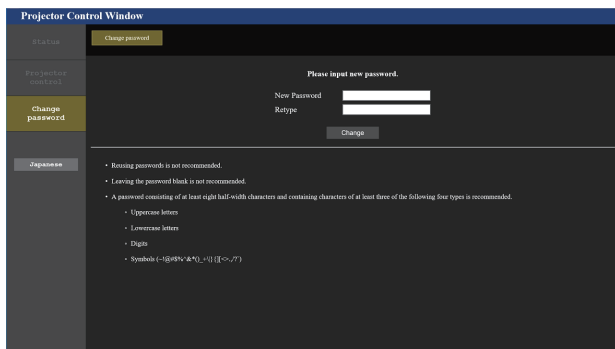 Projector Control Window
Status
Change password
Projector
control
Please input new password.
New Password
Change
password
Retype
Change
Japanese
• Reusing passwords is not recommended.
• Leaving the password blank is not recommended.
• A password consisting of at least eight half-width characters and containing characters of at least three of the following four types is recommended.
• Uppercase letters
• Lowercase letters
• Digits
• Symbols (~!@#$%^&*()_+\|}{][<>.,/?`)